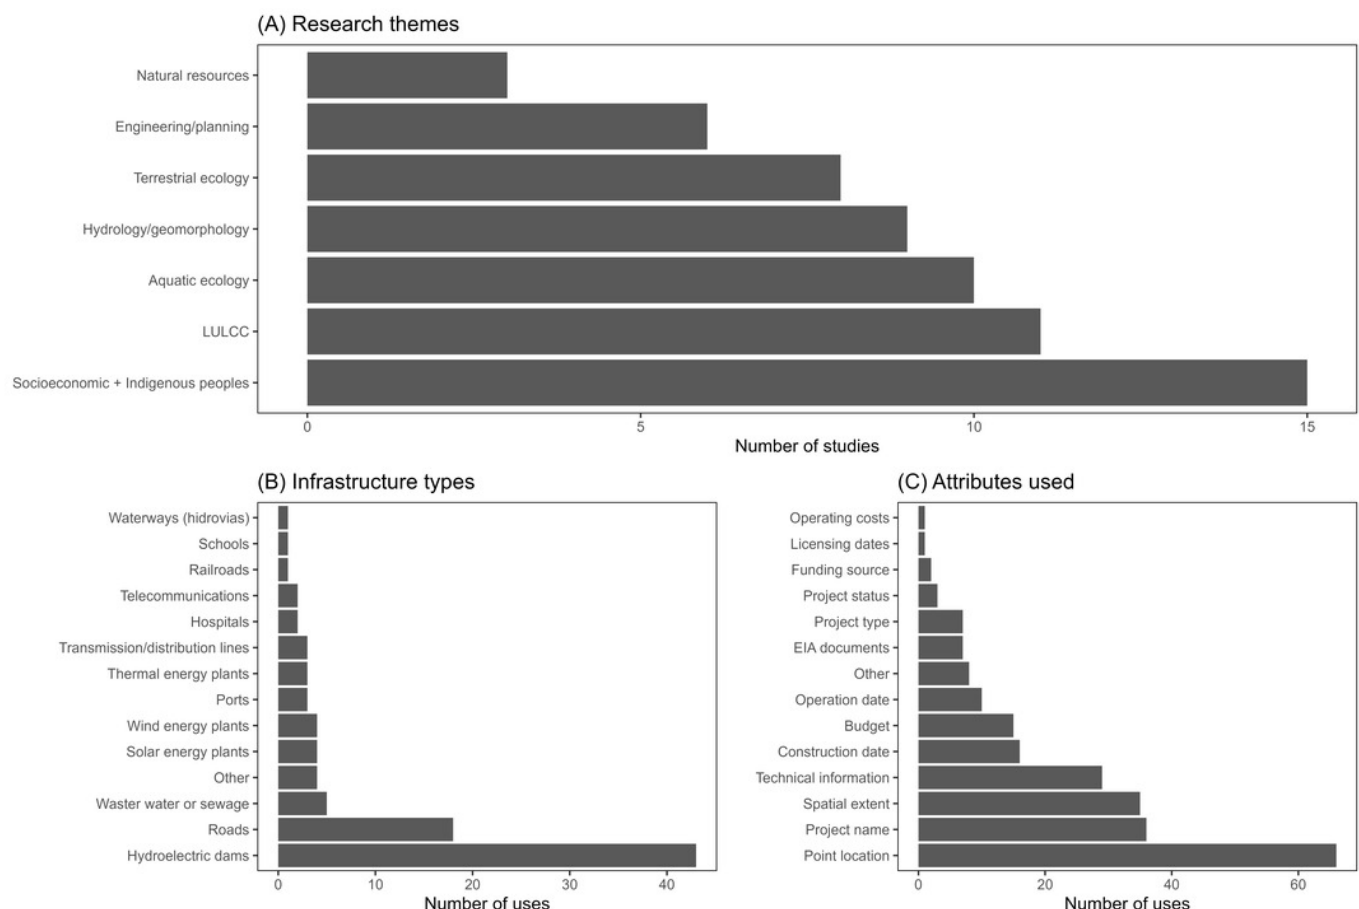 (A) Research themes
Natural resources
Engineering/planning
Terrestrial ecology
Hydrology/geomorphology
Aquatic ecology
LULCC
Socioeconomic + Indigenous peoples
0 5 10 15
Number of studies
(B) Infrastructure types
Waterways (hidrovias)
Schools
Railroads
Telecommunications
Hospitals
Transmission/distribution lines
Thermal energy plants
Ports
Wind energy plants
Solar energy plants
Other
Waster water or sewage
Roads
Hydroelectric dams
0 10 20 30 40
Number of uses
(C) Attributes used
Operating costs
Licensing dates
Funding source
Project status
Project type
EIA documents
Other
Operation date
Budget
Construction date
Technical information
Spatial extent
Project name
Point location
0 20 40 60
Number of uses